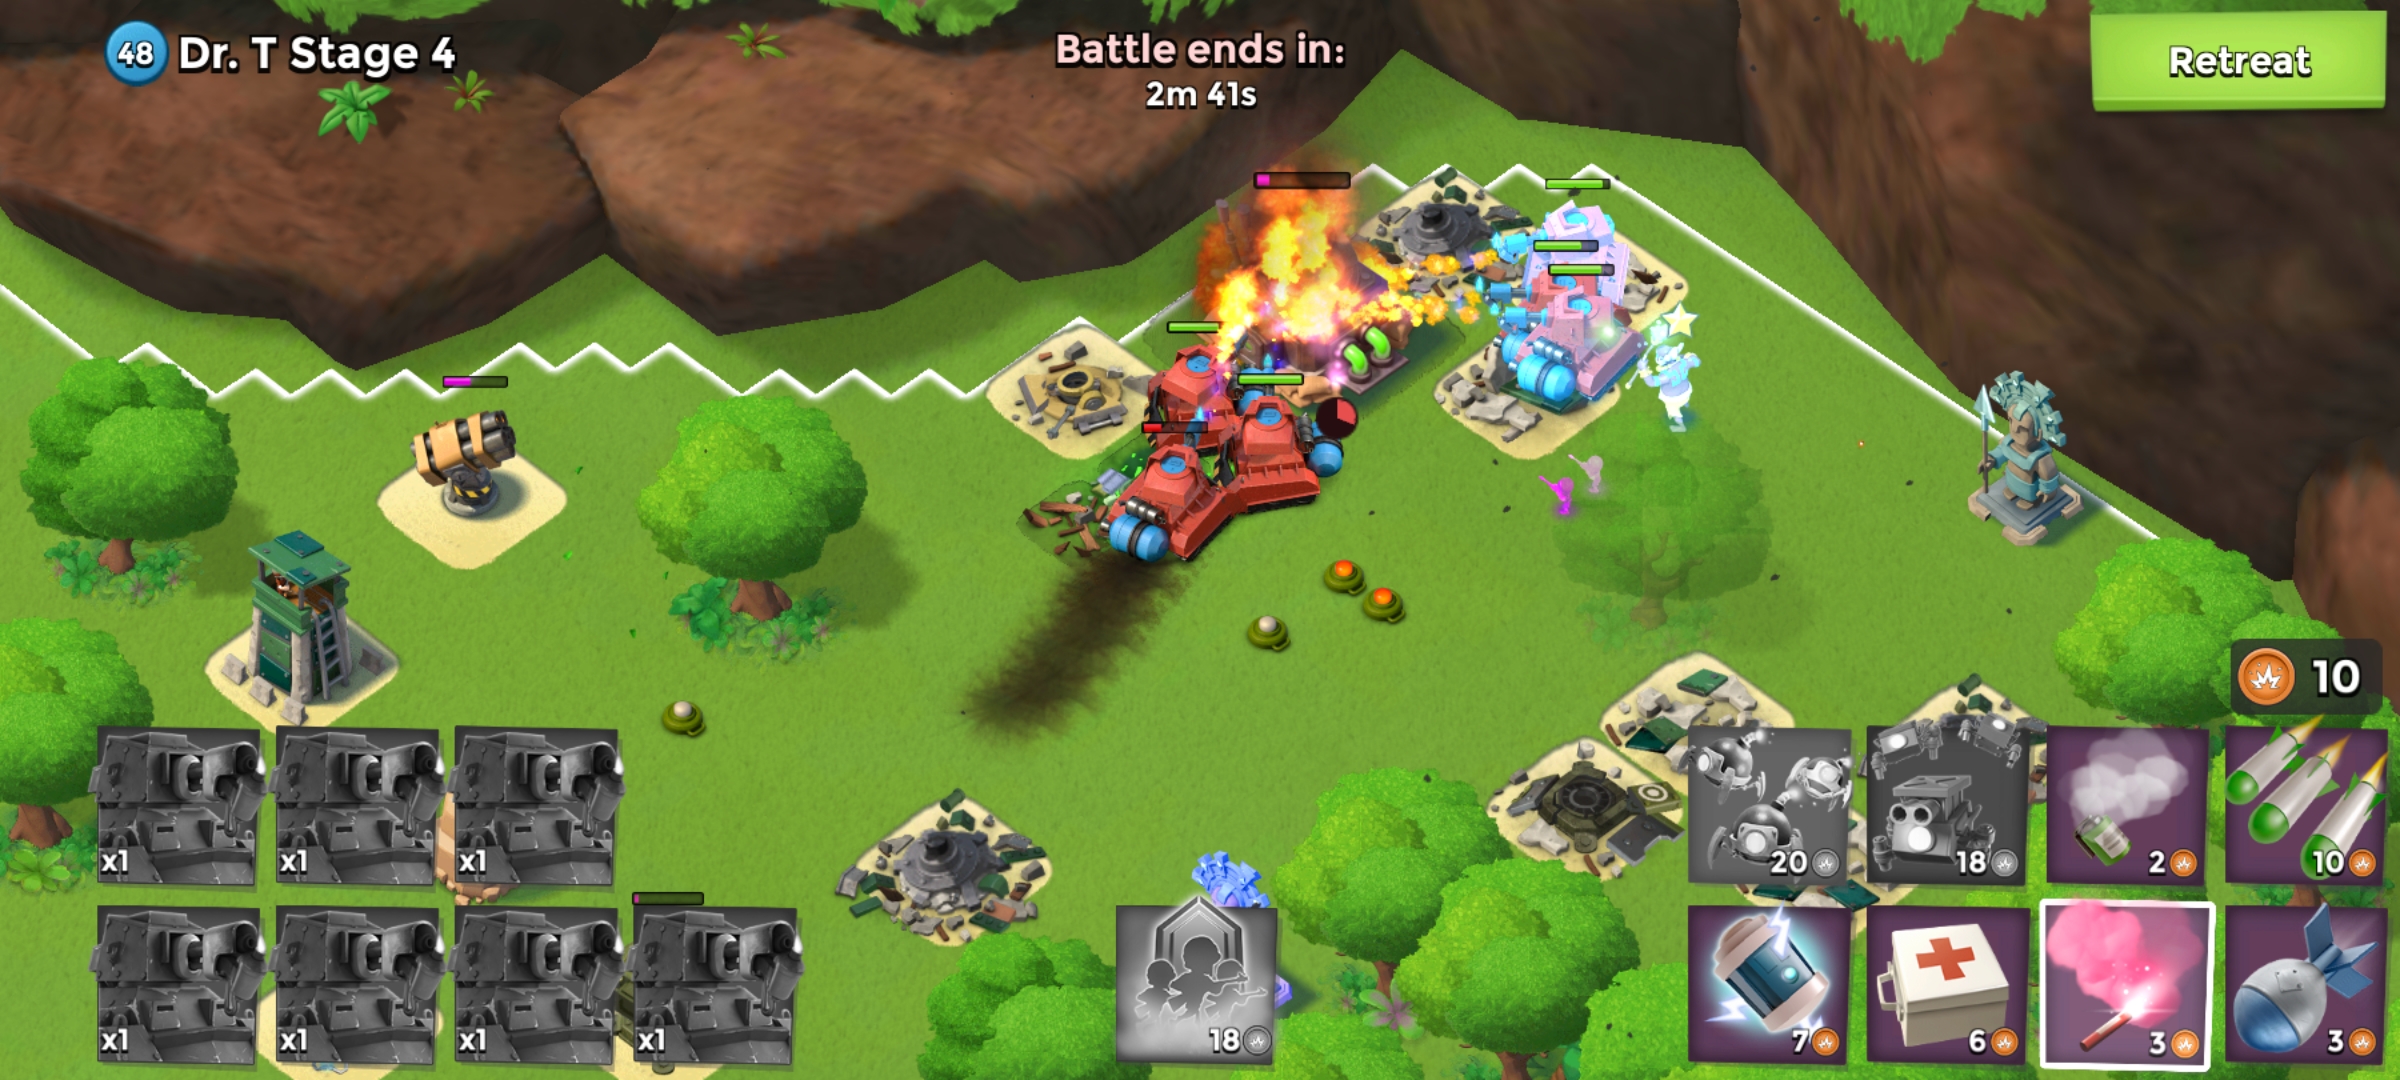 48 Dr. T Stage 4
Battle ends in:
2m 41s
Retreat
10
20
18
2
10
x1
x1
x1
x1
x1
x1
x1
18
7
6
3
3